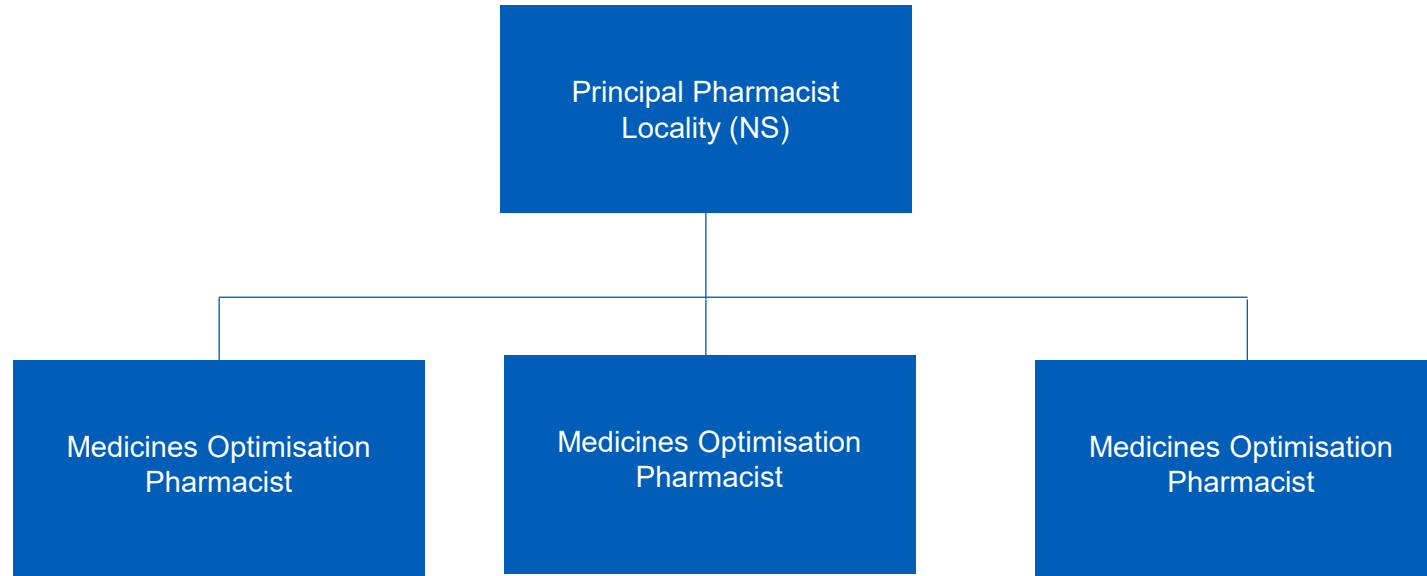 Principal Pharmacist
Locality (NS)
Medicines Optimisation
Pharmacist
Medicines Optimisation
Pharmacist
Medicines Optimisation
Pharmacist